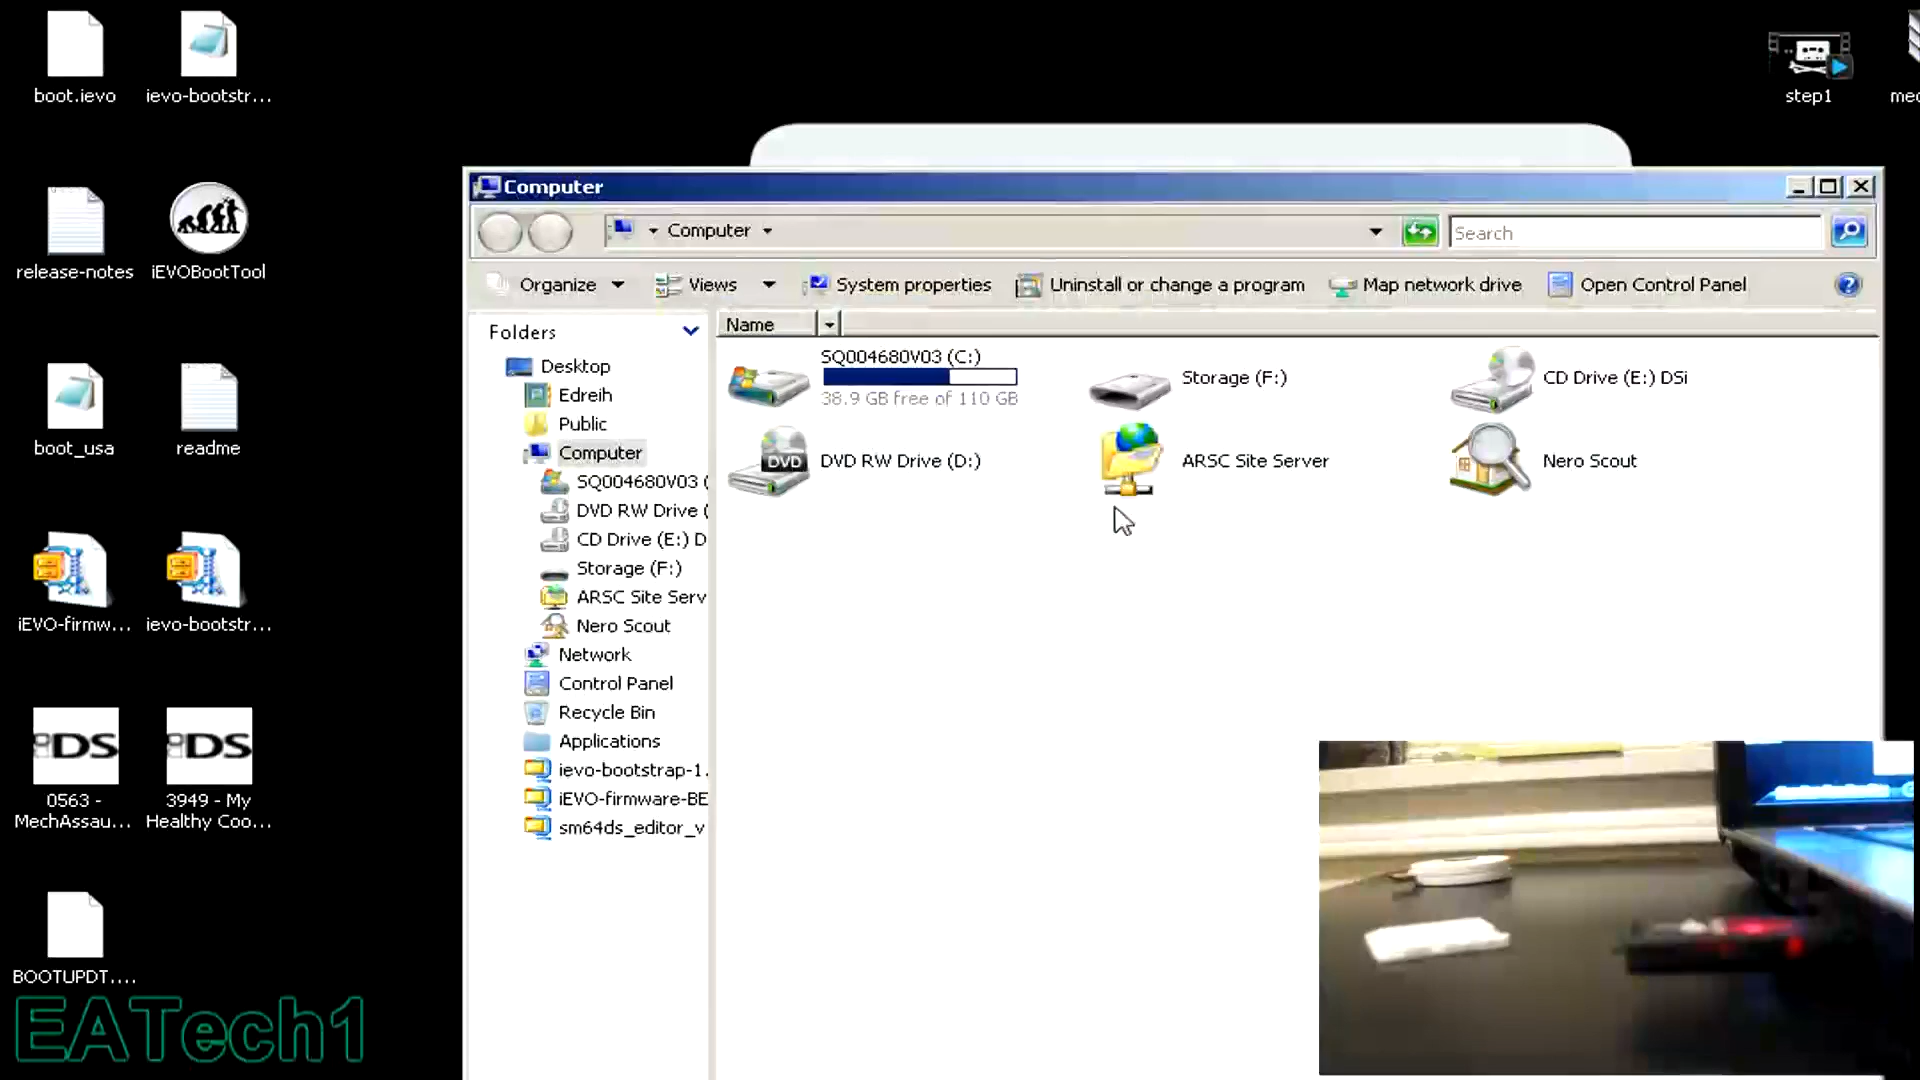 boot.ievo
ievo-bootstr...
release-notes
iEVOBootTool
boot_usa
readme
iEVO-firmw...
ievo-bootstr...
DS
DS
0563 -
MechAssau...
3949 - My
Healthy Coo...
BOOTUPDT....
EATech1
step1
Computer
Computer
Search
Organize
Views
System properties
Uninstall or change a program
Map network drive
Open Control Panel
Folders
Desktop
Edreih
Public
Computer
SQ004680V03 (
DVD RW Drive (
CD Drive (E:) D
Storage (F:)
ARSC Site Serv
Nero Scout
Network
Control Panel
Recycle Bin
Applications
ievo-bootstrap-1.
iEVO-firmware-BE
sm64ds_editor_v
Name
SQ004680V03 (C:)
38.9 GB free of 110 GB
Storage (F:)
CD Drive (E:) DSi
DVD
DVD RW Drive (D:)
ARSC Site Server
Nero Scout